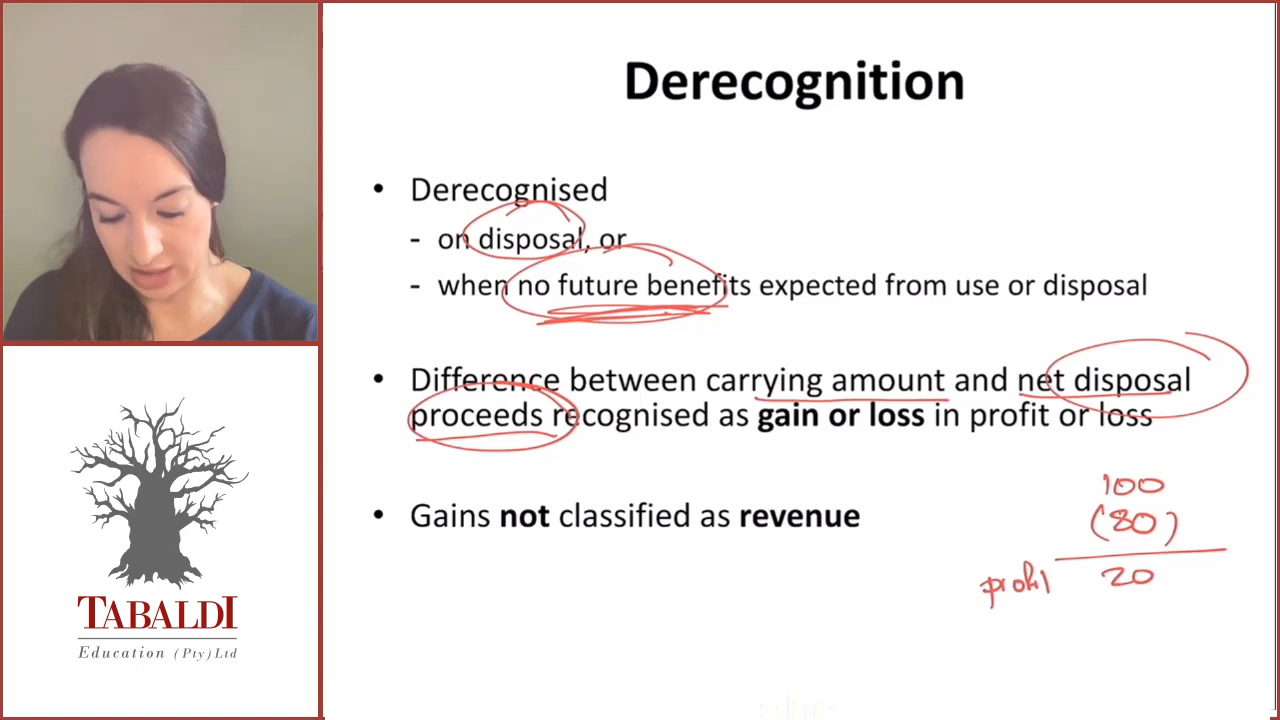 Derecognition
• Derecognised
- on disposal, or
- when no future benefits expected from use or disposal
• Difference between carrying amount and net disposal
proceeds recognised as gain or loss in profit or loss
• Gains not classified as revenue
100
(80)
profit 20
TABALDI
Education (Pty) Ltd